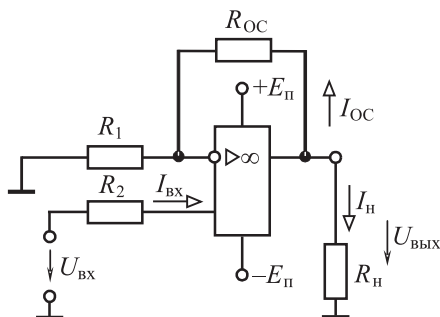 R_ОС
+E_п
I_ОС
R_1
▷∞
R_2
I_вх
I_н
U_вых
U_вх
–E_п
R_н